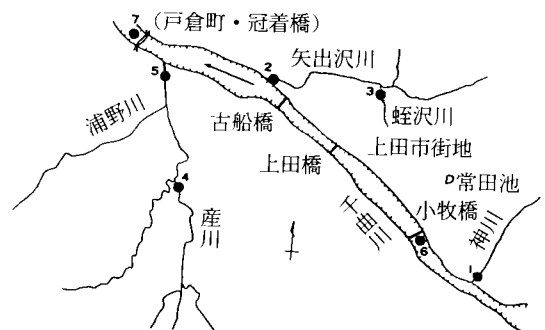 7
(戸倉町・冠着橋)
2
矢出沢川
5
3
蛭沢川
浦野川
古船橋
上田橋
上田市街地
常田池
4
小牧橋
千曲川
神川
産川
6
1